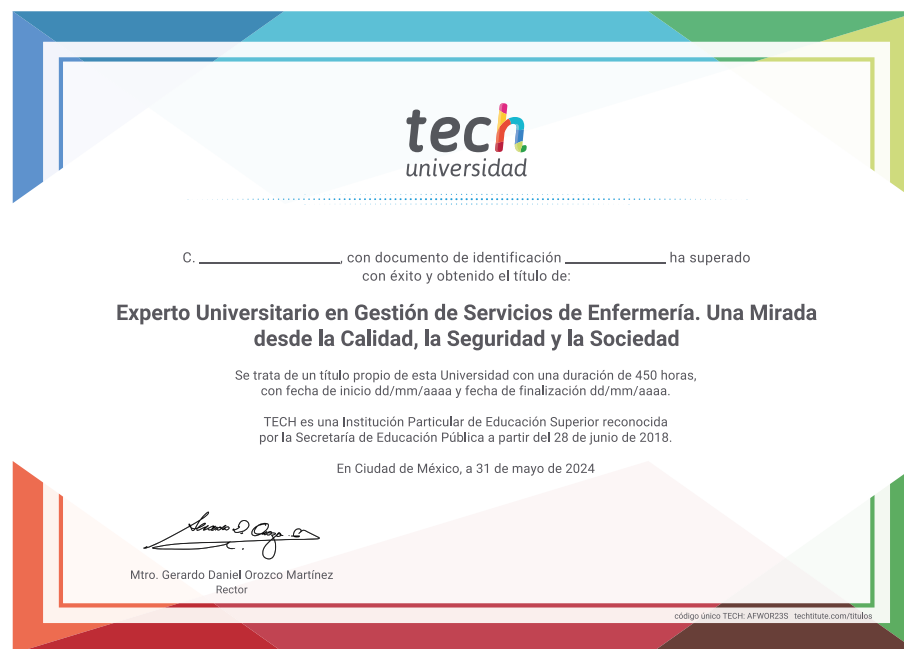 tech
universidad
C. ____________________, con documento de identificación ______________ ha superado
con éxito y obtenido el título de:
Experto Universitario en Gestión de Servicios de Enfermería. Una Mirada
desde la Calidad, la Seguridad y la Sociedad
Se trata de un título propio de esta Universidad con una duración de 450 horas,
con fecha de inicio dd/mm/aaaa y fecha de finalización dd/mm/aaaa.
TECH es una Institución Particular de Educación Superior reconocida
por la Secretaría de Educación Pública a partir del 28 de junio de 2018.
En Ciudad de México, a 31 de mayo de 2024
Mtro. Gerardo Daniel Orozco Martínez
Rector
código único TECH: AFWOR23S techtitute.com/titulos